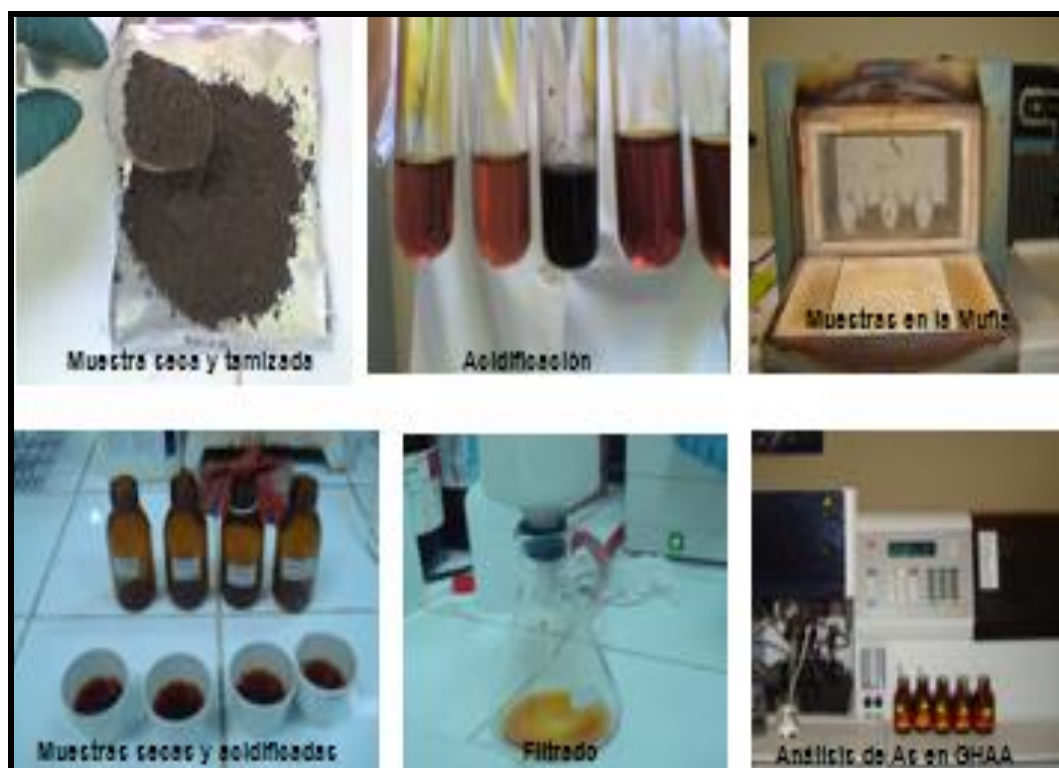 Muestra seca y tamizada
Acidificación
Muestras en la Mufla
Muestras secas y acidificadas
Filtrado
Análisis de As en GHAA